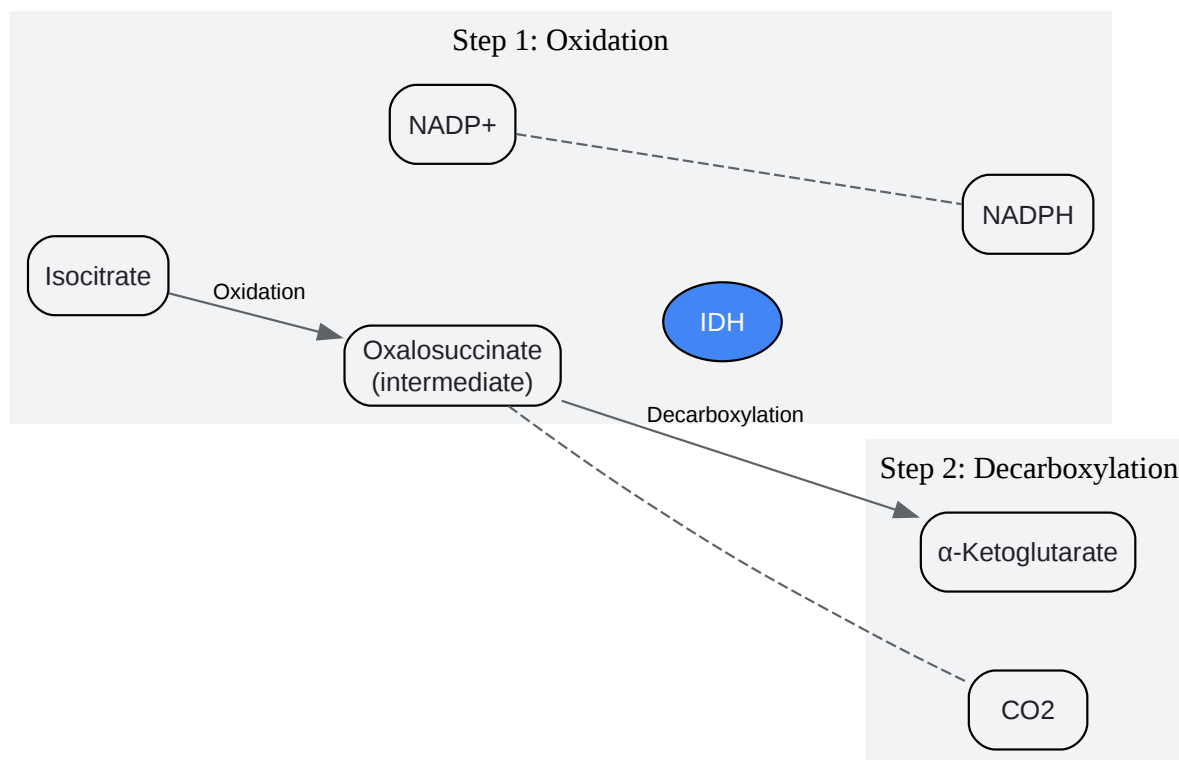 Step 1: Oxidation
NADP+
NADPH
Isocitrate
Oxidation
IDH
Oxalosuccinate
(intermediate)
Decarboxylation
Step 2: Decarboxylation
α-Ketoglutarate
CO2